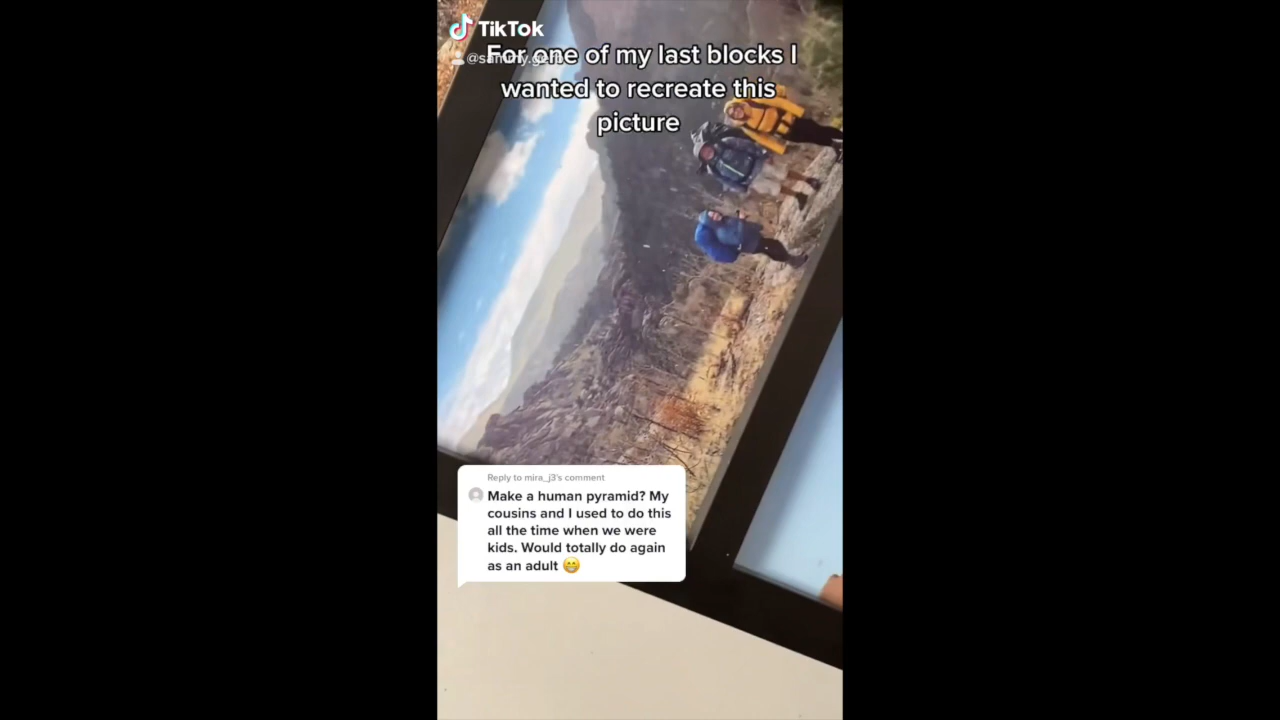 TikTok
For one of my last blocks I
wanted to recreate this
picture
Reply to mira_j3's comment
Make a human pyramid? My
cousins and I used to do this
all the time when we were
kids. Would totally do again
as an adult 😁